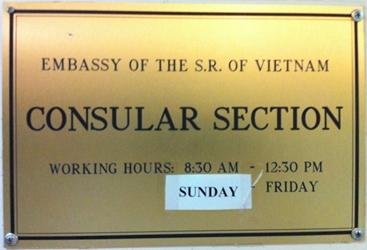 EMBASSY OF THE S.R. OF VIETNAM
CONSULAR SECTION
WORKING HOURS: 8:30 AM - 12:30 PM
SUNDAY - FRIDAY